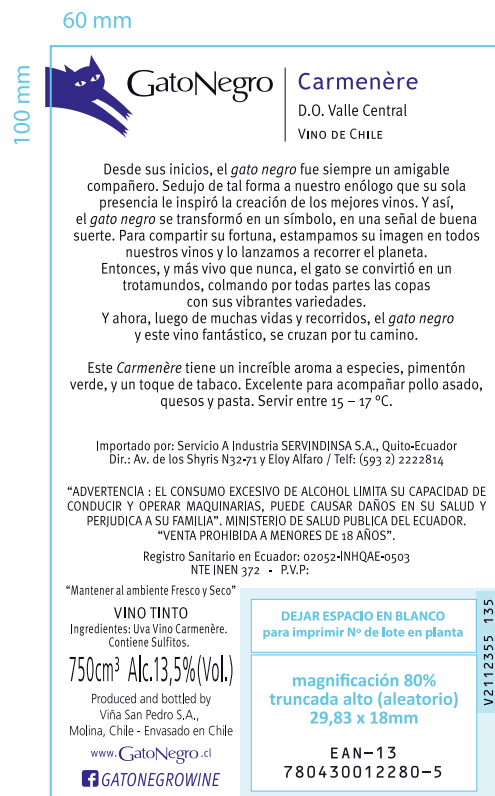 60 mm
100 mm
GatoNegro
Carmenère
D.O. Valle Central
VINO DE CHILE
Desde sus inicios, el gato negro fue siempre un amigable
compañero. Sedujo de tal forma a nuestro enólogo que su sola
presencia le inspiró la creación de los mejores vinos. Y así,
el gato negro se transformó en un símbolo, en una señal de buena
suerte. Para compartir su fortuna, estampamos su imagen en todos
nuestros vinos y lo lanzamos a recorrer el planeta.
Entonces, y más vivo que nunca, el gato se convirtió en un
trotamundos, colmando por todas partes las copas
con sus vibrantes variedades.
Y ahora, luego de muchas vidas y recorridos, el gato negro
y este vino fantástico, se cruzan por tu camino.
Este Carmenère tiene un increíble aroma a especies, pimentón
verde, y un toque de tabaco. Excelente para acompañar pollo asado,
quesos y pasta. Servir entre 15 – 17 ºC.
Importado por: Servicio A Industria SERVINDINSA S.A., Quito-Ecuador
Dir.: Av. de los Shyris N32-71 y Eloy Alfaro / Telf: (593 2) 2222814
“ADVERTENCIA : EL CONSUMO EXCESIVO DE ALCOHOL LIMITA SU CAPACIDAD DE
CONDUCIR Y OPERAR MAQUINARIAS, PUEDE CAUSAR DAÑOS EN SU SALUD Y
PERJUDICA A SU FAMILIA”. MINISTERIO DE SALUD PUBLICA DEL ECUADOR.
“VENTA PROHIBIDA A MENORES DE 18 AÑOS”.
Registro Sanitario en Ecuador: 02052-INHQAE-0503
NTE INEN 372 - P.V.P:
“Mantener al ambiente Fresco y Seco”
VINO TINTO
Ingredientes: Uva Vino Carmenère.
Contiene Sulfitos.
750cm³ Alc.13,5%(Vol.)
Produced and bottled by
Viña San Pedro S.A.,
Molina, Chile - Envasado en Chile
www.GatoNegro.cl
f GATONEGROWINE
DEJAR ESPACIO EN BLANCO
para imprimir Nº de lote en planta
magnificación 80%
truncada alto (aleatorio)
29,83 x 18mm
EAN-13
780430012280-5
V2112355 135